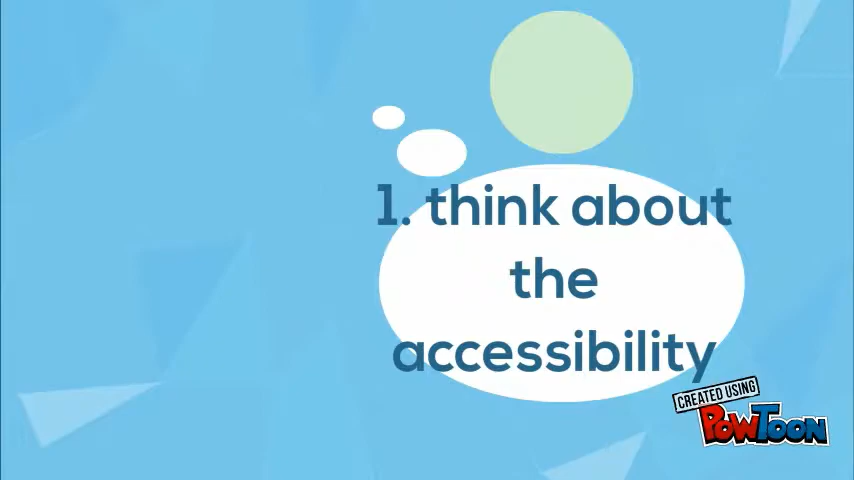 1. think about
the
accessibility
CREATED USING
POWTOON